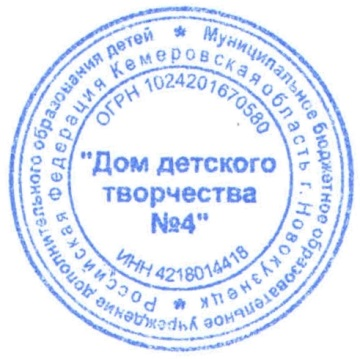 Муниципальное бюджетное образовательное учреждение дополнительного образования детей
Российская Федерация Кемеровская область г. Новокузнецк
ОГРН 1024201670580
"Дом детского
творчества
№4"
ИНН 4218014418